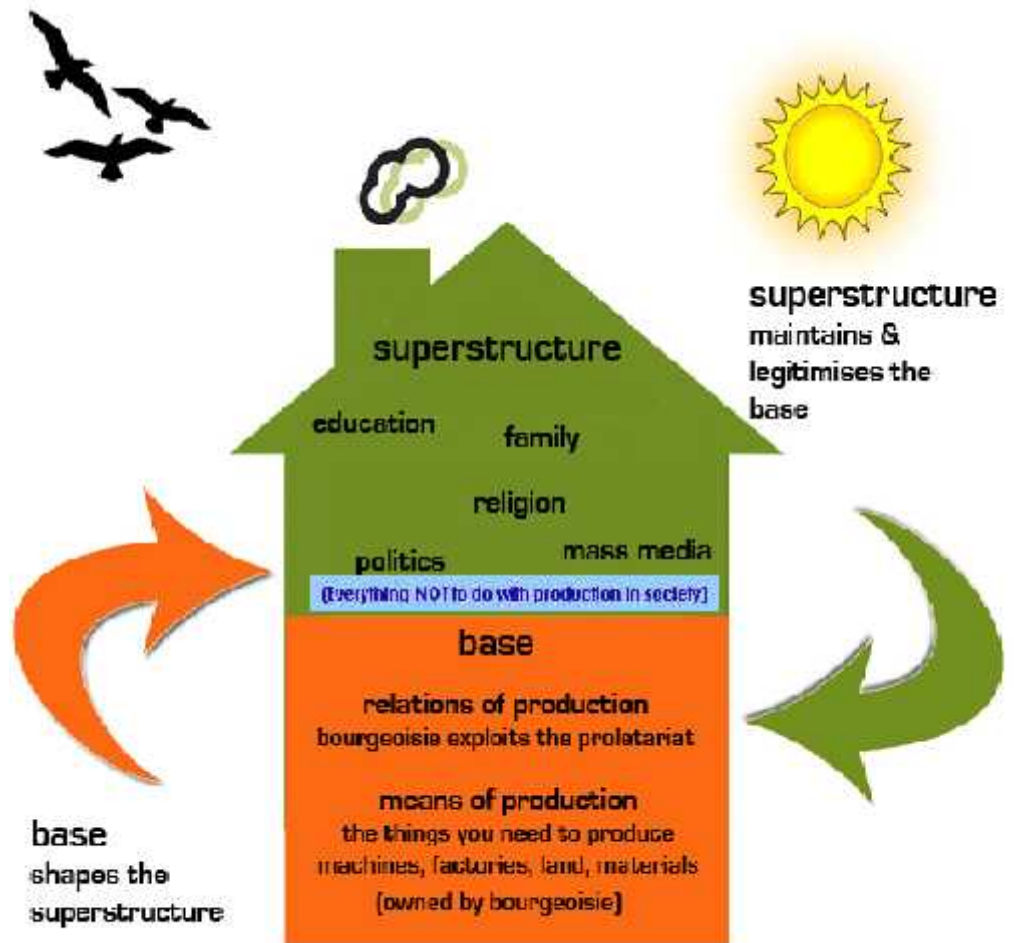 superstructure
maintains &
legitimises the
base
superstructure
education
family
religion
politics
mass media
(Everything NOT to do with production in society)
base
relations of production
bourgeoisie exploits the proletariat
means of production
the things you need to produce
machines, factories, land, materials
(owned by bourgeoisie)
base
shapes the
superstructure